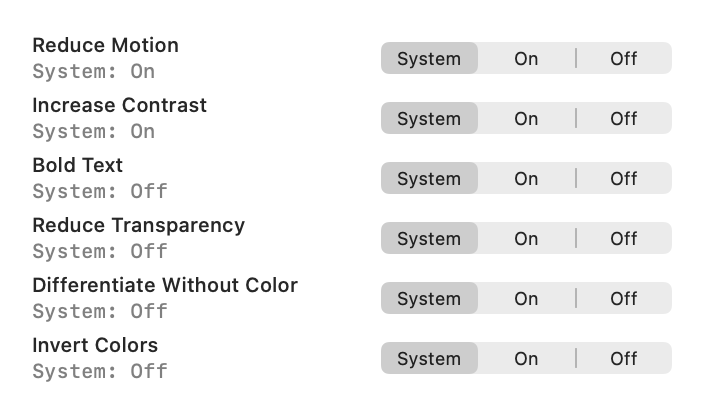 Reduce Motion
System: On
System On Off
Increase Contrast
System: On
System On Off
Bold Text
System: Off
System On Off
Reduce Transparency
System: Off
System On Off
Differentiate Without Color
System: Off
System On Off
Invert Colors
System: Off
System On Off